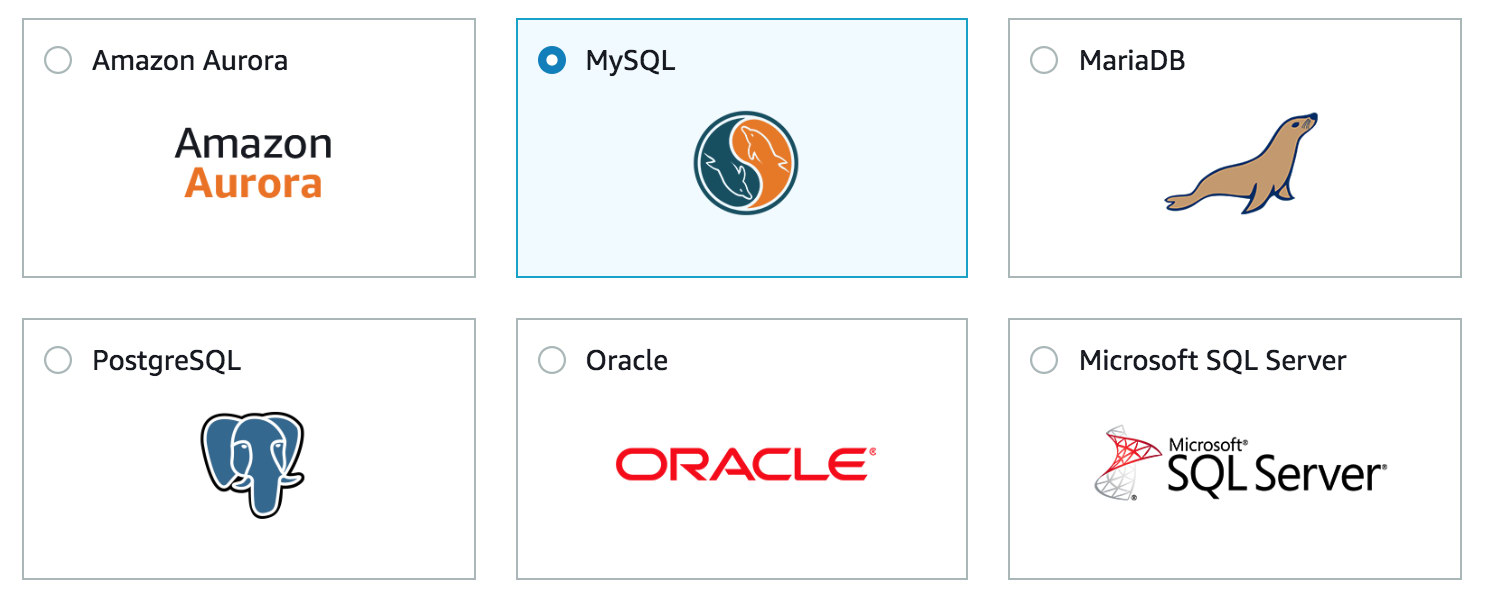 Amazon Aurora
Amazon
Aurora
MySQL
MariaDB
PostgreSQL
Oracle
ORACLE®
Microsoft SQL Server
Microsoft®
SQL Server®
®